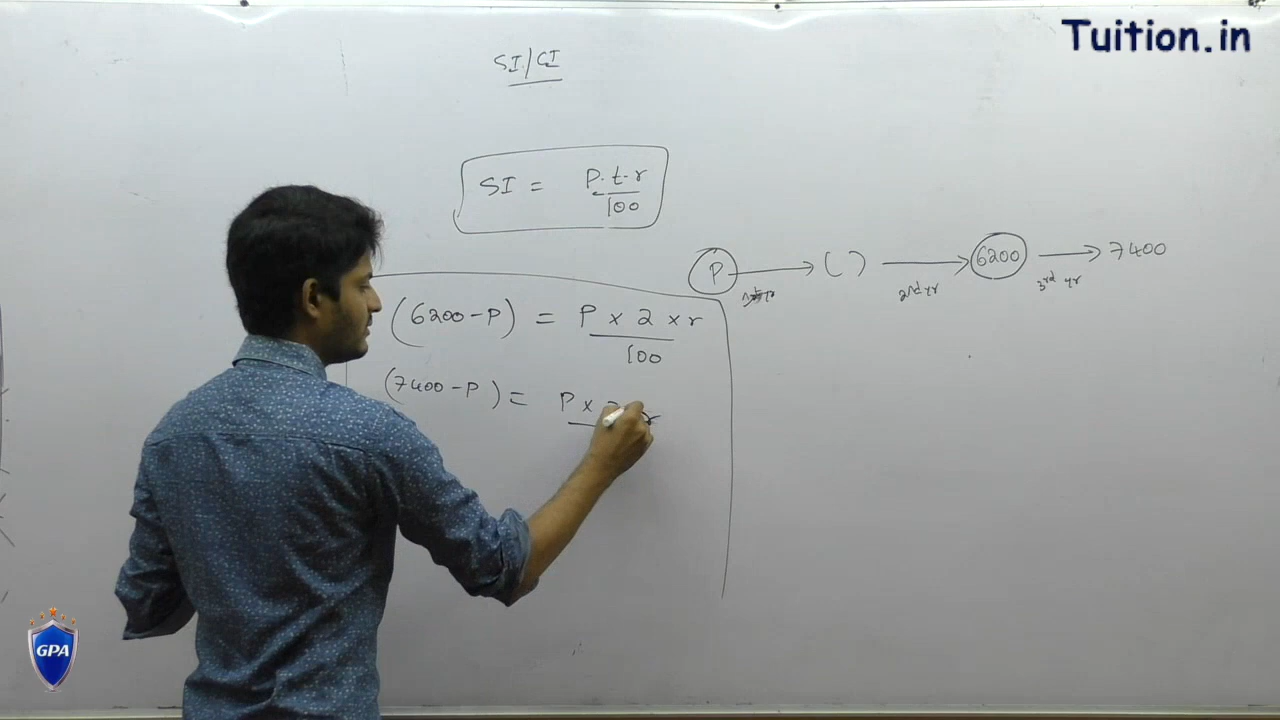 Tuition.in
SI/CI
SI = P.t.r
100
P → ( ) → 6200 → 7400
2nd yr 3rd yr
(6200-P) = P x 2 x r
100
(7400-P) = P x
GPA